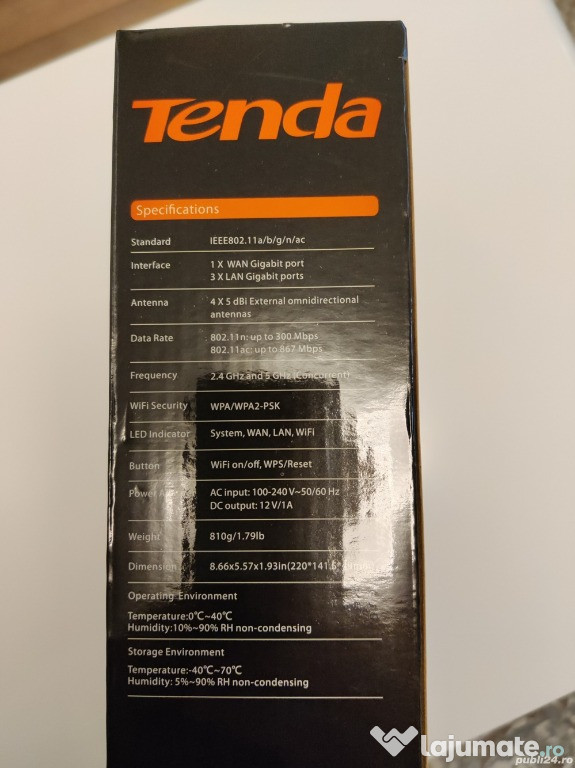 Tenda
Specifications
Standard IEEE802.11a/b/g/n/ac
Interface 1 X WAN Gigabit port
3 X LAN Gigabit ports
Antenna 4 X 5 dBi External omnidirectional
antennas
Data Rate 802.11n: up to 300 Mbps
802.11ac: up to 867 Mbps
Frequency 2.4 GHz and 5 GHz (Concurrent)
WiFi Security WPA/WPA2-PSK
LED Indicator System, WAN, LAN, WiFi
Button WiFi on/off, WPS/Reset
Power AC input: 100-240 V~50/60 Hz
DC output: 12 V/1A
Weight 810g/1.79lb
Dimension 8.66x5.57x1.93in(220*141.5*
Operating Environment
Temperature:0℃~40℃
Humidity:10%~90% RH non-condensing
Storage Environment
Temperature:-40℃~70℃
Humidity: 5%~90% RH non-condensing
lajumate.ro
publi24.ro